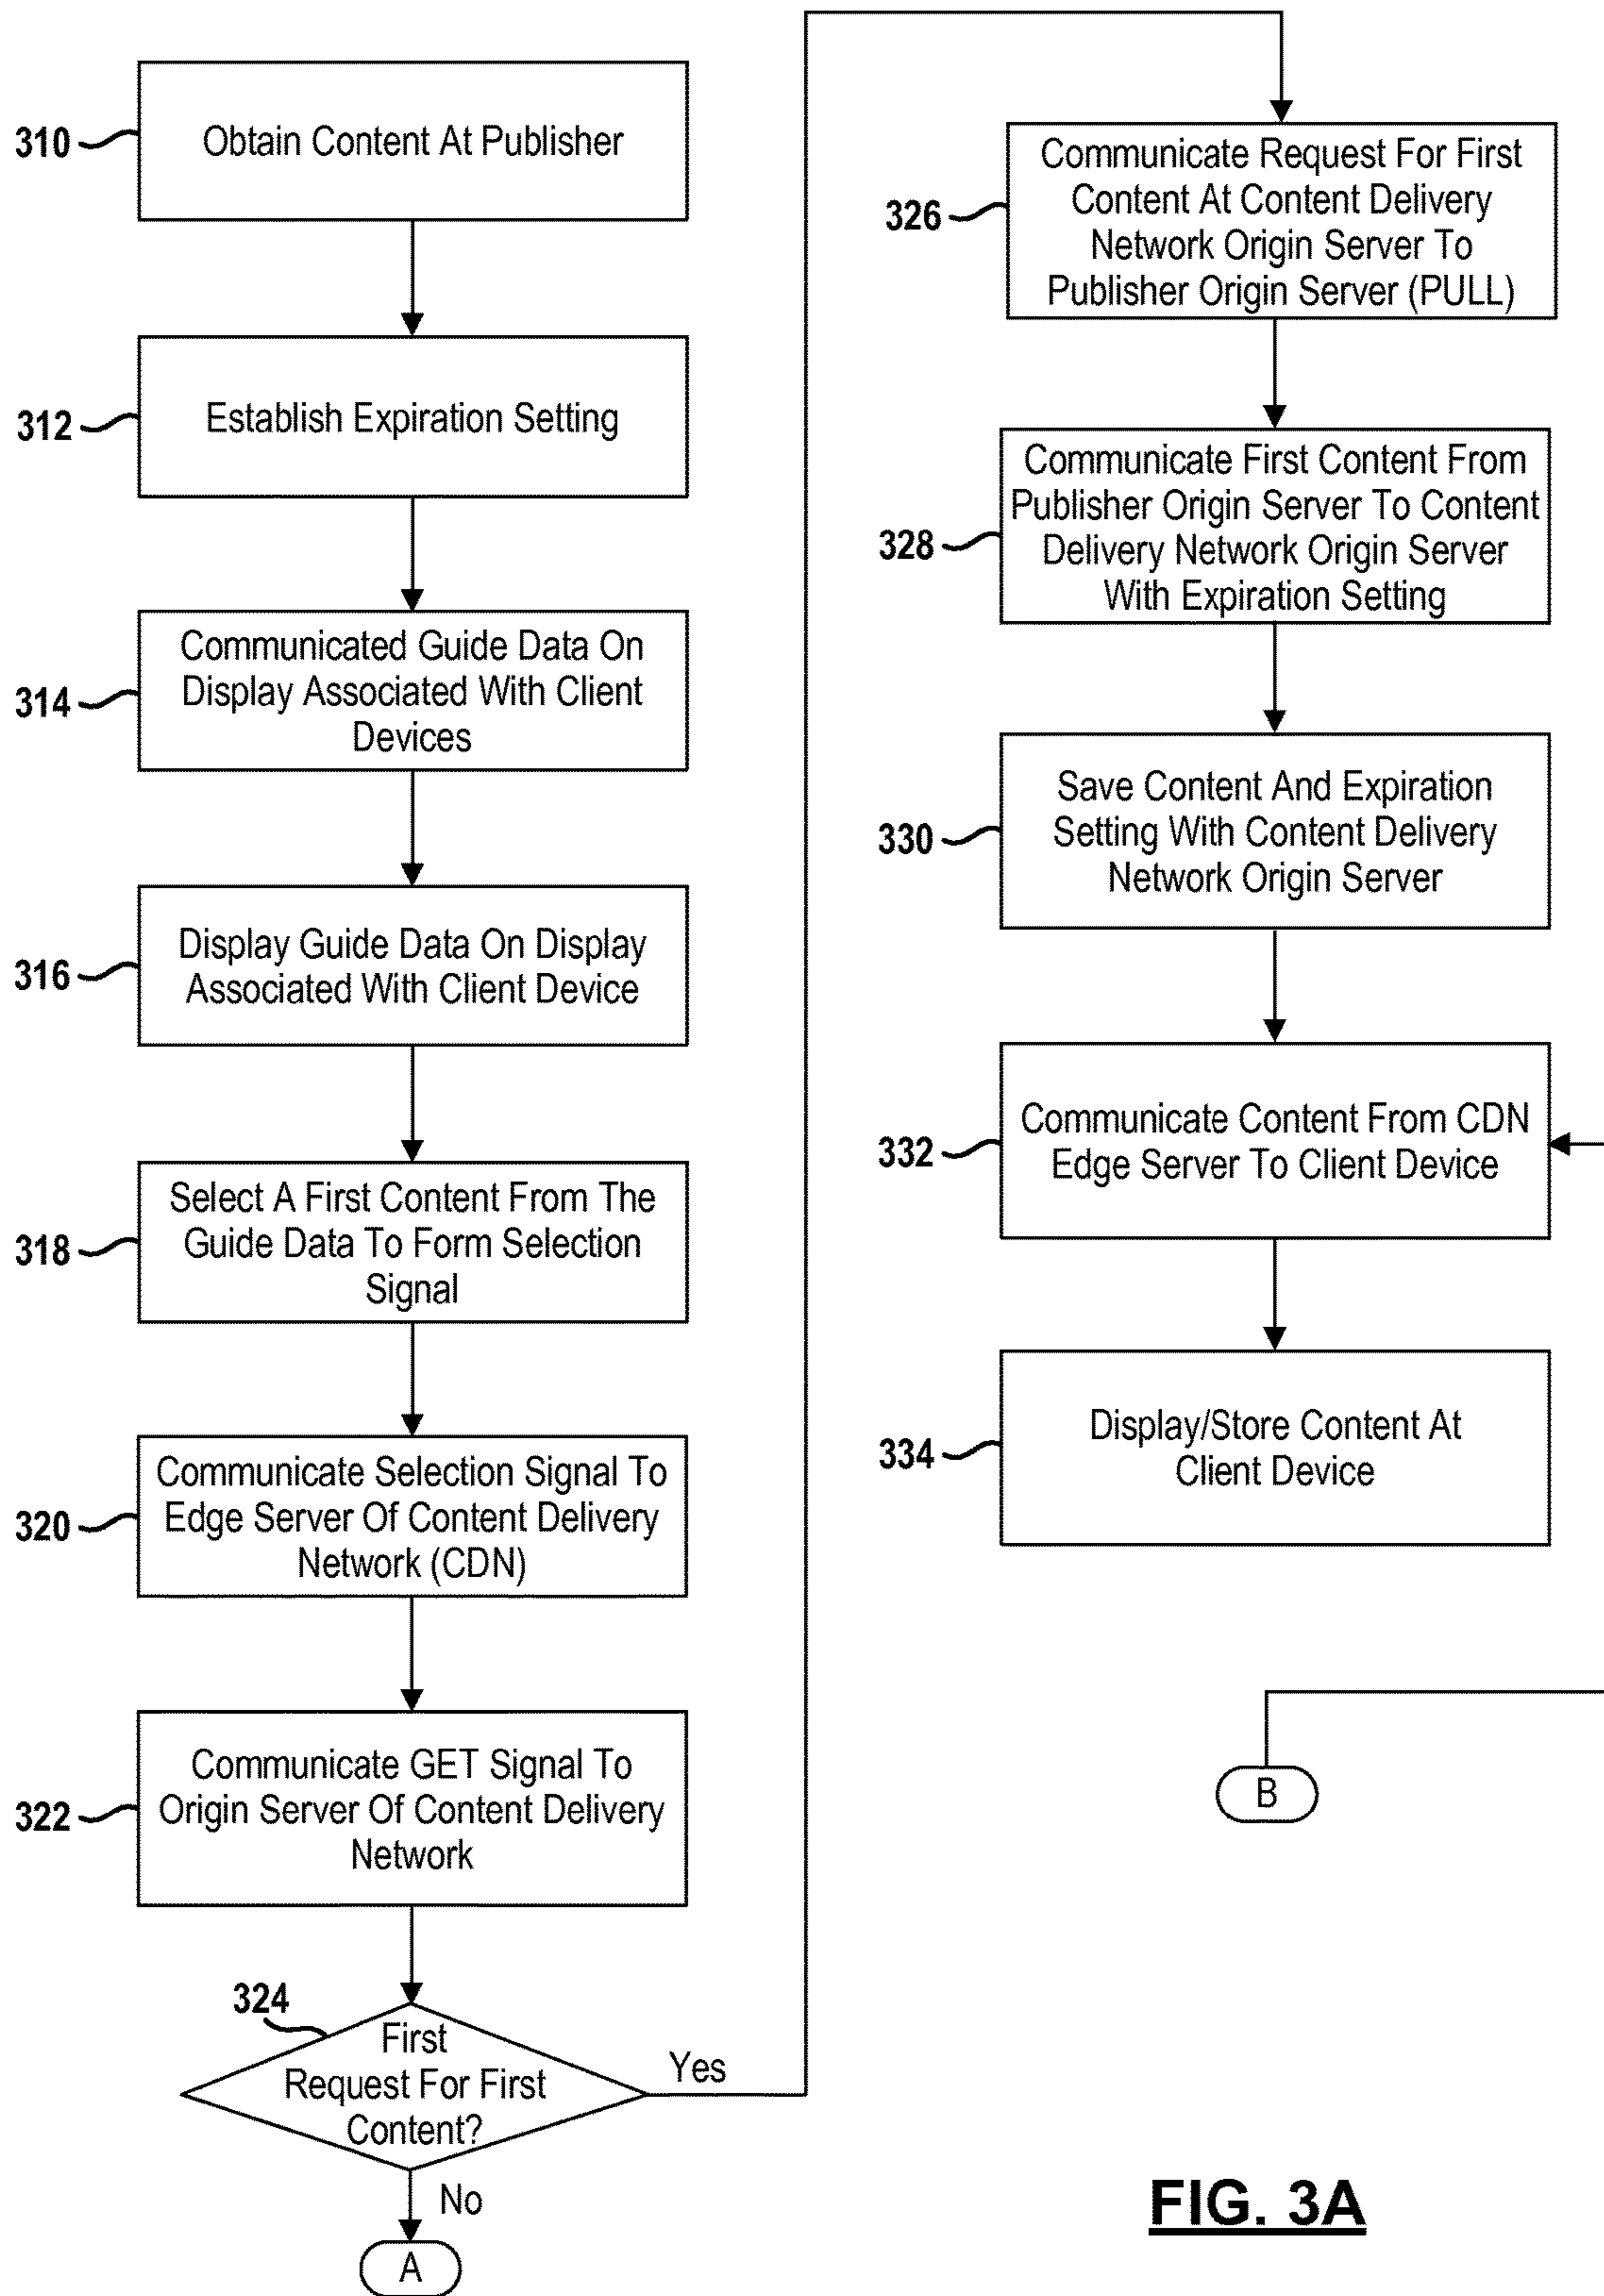 310
Obtain Content At Publisher
312
Establish Expiration Setting
314
Communicated Guide Data On
Display Associated With Client
Devices
316
Display Guide Data On Display
Associated With Client Device
318
Select A First Content From The
Guide Data To Form Selection
Signal
320
Communicate Selection Signal To
Edge Server Of Content Delivery
Network (CDN)
322
Communicate GET Signal To
Origin Server Of Content Delivery
Network
324
First
Request For First
Content?
Yes
No
A
326
Communicate Request For First
Content At Content Delivery
Network Origin Server To
Publisher Origin Server (PULL)
328
Communicate First Content From
Publisher Origin Server To Content
Delivery Network Origin Server
With Expiration Setting
330
Save Content And Expiration
Setting With Content Delivery
Network Origin Server
332
Communicate Content From CDN
Edge Server To Client Device
334
Display/Store Content At
Client Device
B
FIG. 3A